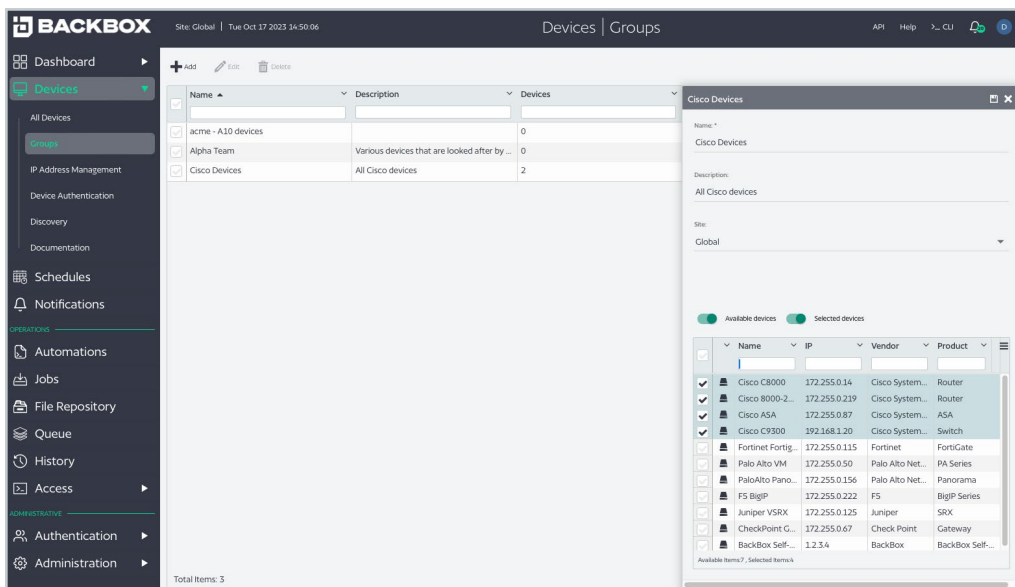 BACKBOX
Site: Global | Tue Oct 17 2023 14:50:06
Devices | Groups
API Help >_ CLI D
Dashboard
Devices
All Devices
Groups
IP Address Management
Device Authentication
Discovery
Documentation
Schedules
Notifications
OPERATIONS
Automations
Jobs
File Repository
Queue
History
Access
ADMINISTRATIVE
Authentication
Administration
Add Edit Delete
Name Description Devices
acme - A10 devices 0
Alpha Team Various devices that are looked after by ... 0
Cisco Devices All Cisco devices 2
Total Items: 3
Cisco Devices
Name: *
Cisco Devices
Description:
All Cisco devices
Site:
Global
Available devices Selected devices
Name IP Vendor Product
Cisco C8000 172.255.0.14 Cisco System... Router
Cisco 8000-2... 172.255.0.219 Cisco System... Router
Cisco ASA 172.255.0.87 Cisco System... ASA
Cisco C9300 192.168.1.20 Cisco System... Switch
Fortinet Fortig... 172.255.0.115 Fortinet FortiGate
Palo Alto VM 172.255.0.50 Palo Alto Net... PA Series
PaloAlto Pano... 172.255.0.156 Palo Alto Net... Panorama
F5 BigIP 172.255.0.222 F5 BigIP Series
Juniper VSRX 172.255.0.125 Juniper SRX
CheckPoint G... 172.255.0.67 Check Point Gateway
BackBox Self-... 1.2.3.4 BackBox BackBox Self-...
Available Items:7 , Selected Items:4